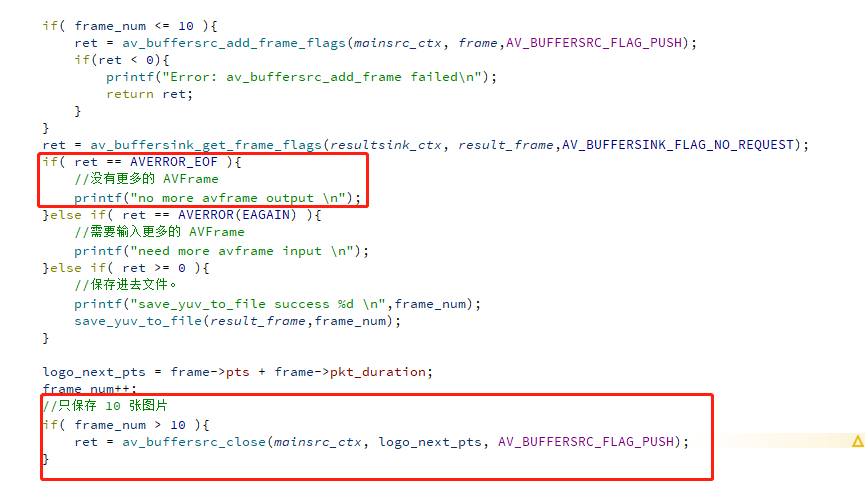 if( frame_num <= 10 ){
ret = av_buffersrc_add_frame_flags(mainsrc_ctx, frame,AV_BUFFERSRC_FLAG_PUSH);
if(ret < 0){
printf("Error: av_buffersrc_add_frame failed\n");
return ret;
}
}
ret = av_buffersink_get_frame_flags(resultsink_ctx, result_frame,AV_BUFFERSINK_FLAG_NO_REQUEST);
if( ret == AVERROR_EOF ){
//没有更多的 AVFrame
printf("no more avframe output \n");
}else if( ret == AVERROR(EAGAIN) ){
//需要输入更多的 AVFrame
printf("need more avframe input \n");
}else if( ret >= 0 ){
//保存进去文件。
printf("save_yuv_to_file success %d \n",frame_num);
save_yuv_to_file(result_frame,frame_num);
}
logo_next_pts = frame->pts + frame->pkt_duration;
frame_num++;
//只保存 10 张图片
if( frame_num > 10 ){
ret = av_buffersrc_close(mainsrc_ctx, logo_next_pts, AV_BUFFERSRC_FLAG_PUSH);
}